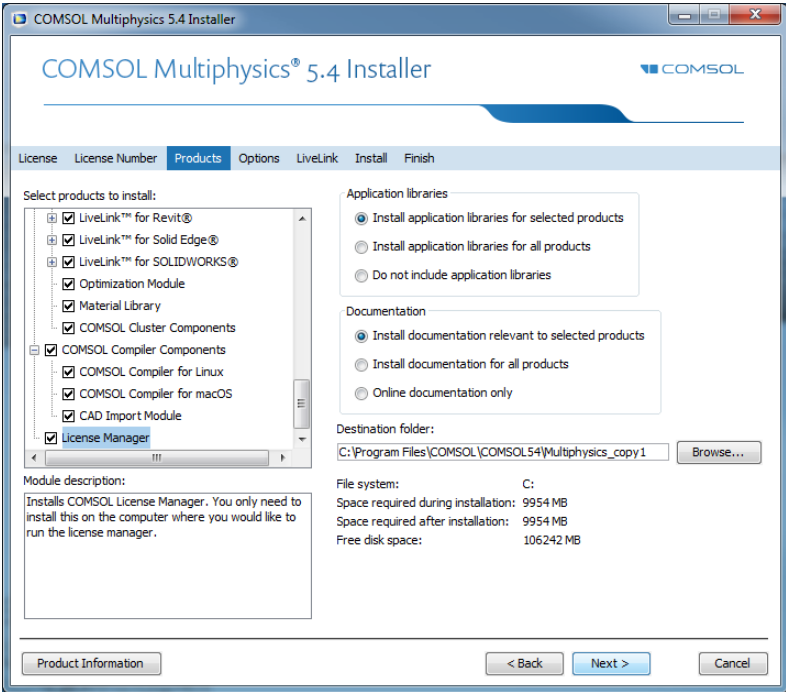 COMSOL Multiphysics 5.4 Installer
COMSOL Multiphysics® 5.4 Installer
COMSOL
License License Number Products Options LiveLink Install Finish
Select products to install:
LiveLink™ for Revit®
LiveLink™ for Solid Edge®
LiveLink™ for SOLIDWORKS®
Optimization Module
Material Library
COMSOL Cluster Components
COMSOL Compiler Components
COMSOL Compiler for Linux
COMSOL Compiler for macOS
CAD Import Module
License Manager
Module description:
Installs COMSOL License Manager. You only need to
install this on the computer where you would like to
run the license manager.
Application libraries
Install application libraries for selected products
Install application libraries for all products
Do not include application libraries
Documentation
Install documentation relevant to selected products
Install documentation for all products
Online documentation only
Destination folder:
C:\Program Files\COMSOL\COMSOL54\Multiphysics_copy1 Browse...
File system: C:
Space required during installation: 9954 MB
Space required after installation: 9954 MB
Free disk space: 106242 MB
Product Information < Back Next > Cancel